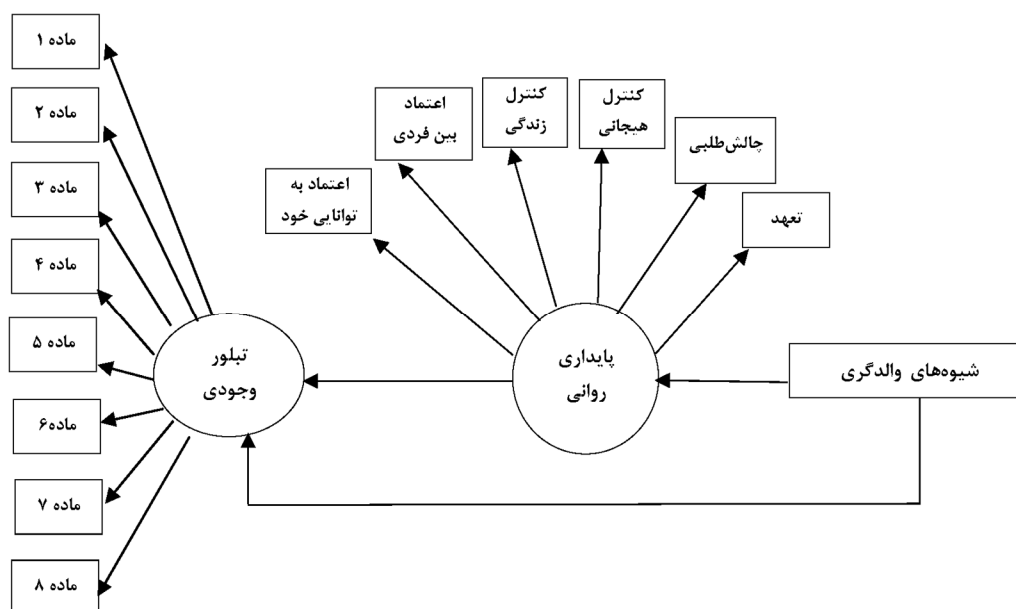 ماده ۱
ماده ۲
ماده ۳
ماده ۴
ماده ۵
ماده۶
ماده ۷
ماده ۸
تبلور
وجودی
اعتماد به
توانایی خود
اعتماد
بین فردی
کنترل
زندگی
کنترل
هیجانی
چالش‌طلبی
تعهد
پایداری
روانی
شیوه‌های والدگری